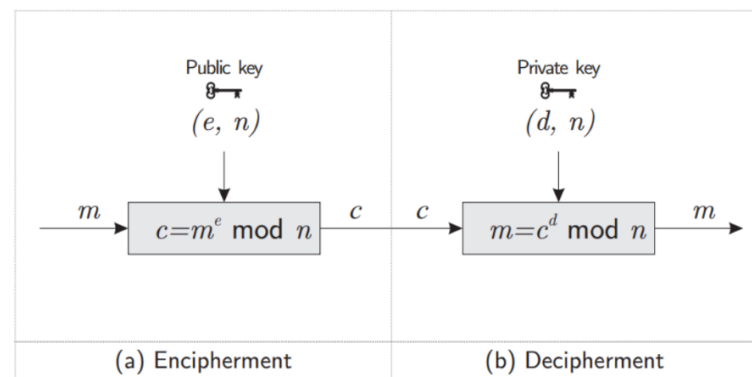 Public key
(e, n)
m
c=m^e mod n
c
(a) Encipherment
Private key
(d, n)
c
m=c^d mod n
m
(b) Decipherment